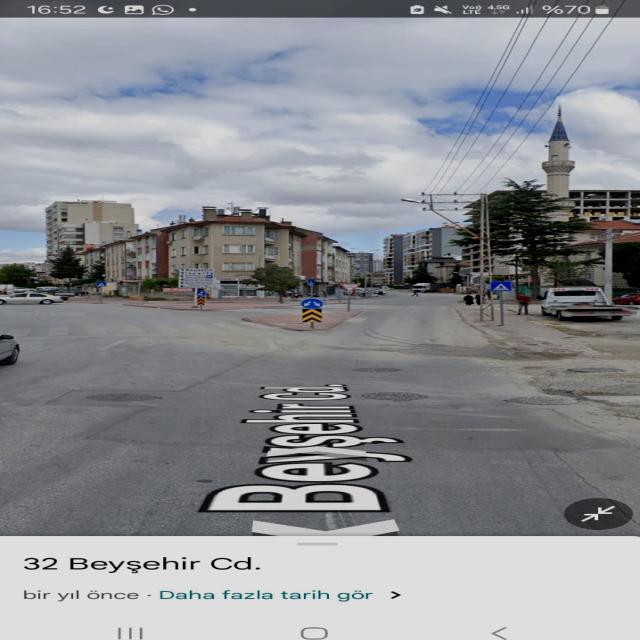 16:52
Vo)) 4.5G
LTE
%70
Beyşehir Cd.
32 Beyşehir Cd.
bir yıl önce · Daha fazla tarih gör >